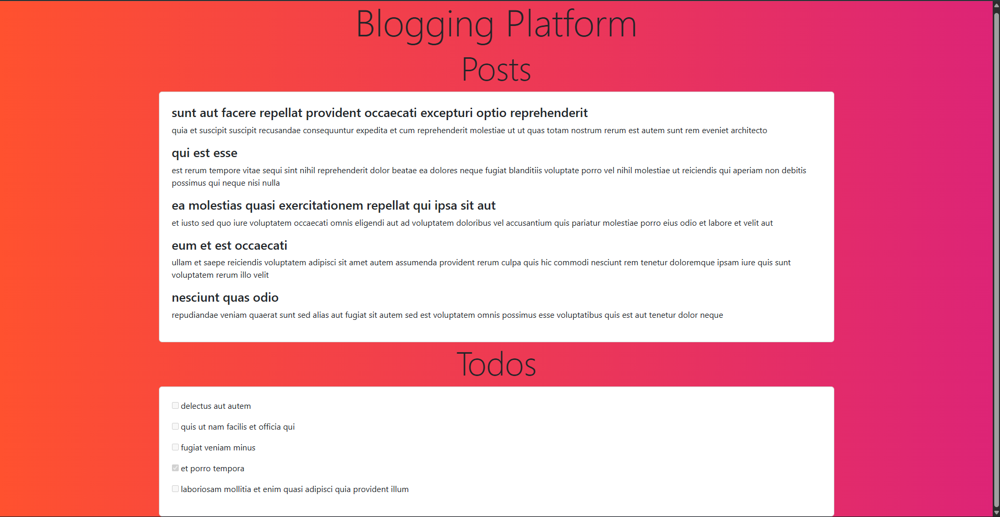 Blogging Platform
Posts
sunt aut facere repellat provident occaecati excepturi optio reprehenderit
quia et suscipit suscipit recusandae consequuntur expedita et cum reprehenderit molestiae ut ut quas totam nostrum rerum est autem sunt rem eveniet architecto
qui est esse
est rerum tempore vitae sequi sint nihil reprehenderit dolor beatae ea dolores neque fugiat blanditiis voluptate porro vel nihil molestiae ut reiciendis qui aperiam non debitis
possimus qui neque nisi nulla
ea molestias quasi exercitationem repellat qui ipsa sit aut
et iusto sed quo iure voluptatem occaecati omnis eligendi aut ad voluptatem doloribus vel accusantium quis pariatur molestiae porro eius odio et labore et velit aut
eum et est occaecati
ullam et saepe reiciendis voluptatem adipisci sit amet autem assumenda provident rerum culpa quis hic commodi nesciunt rem tenetur doloremque ipsam iure quis sunt
voluptatem rerum illo velit
nesciunt quas odio
repudiandae veniam quaerat sunt sed alias aut fugiat sit autem sed est voluptatem omnis possimus esse voluptatibus quis est aut tenetur dolor neque
Todos
delectus aut autem
quis ut nam facilis et officia qui
fugiat veniam minus
et porro tempora
laboriosam mollitia et enim quasi adipisci quia provident illum